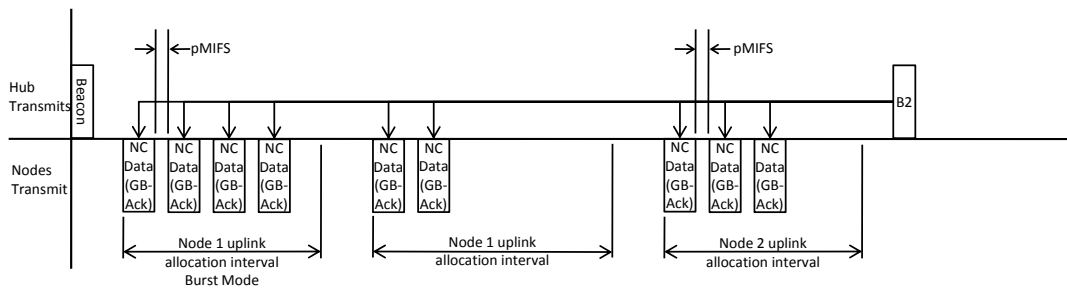 pMIFS
pMIFS
Hub
Transmits
Beacon
B2
Nodes
Transmit
NC
Data
(GB-
Ack)
NC
Data
(GB-
Ack)
NC
Data
(GB-
Ack)
NC
Data
(GB-
Ack)
NC
Data
(GB-
Ack)
NC
Data
(GB-
Ack)
NC
Data
(GB-
Ack)
NC
Data
(GB-
Ack)
NC
Data
(GB-
Ack)
Node 1 uplink
allocation interval
Burst Mode
Node 1 uplink
allocation interval
Node 2 uplink
allocation interval